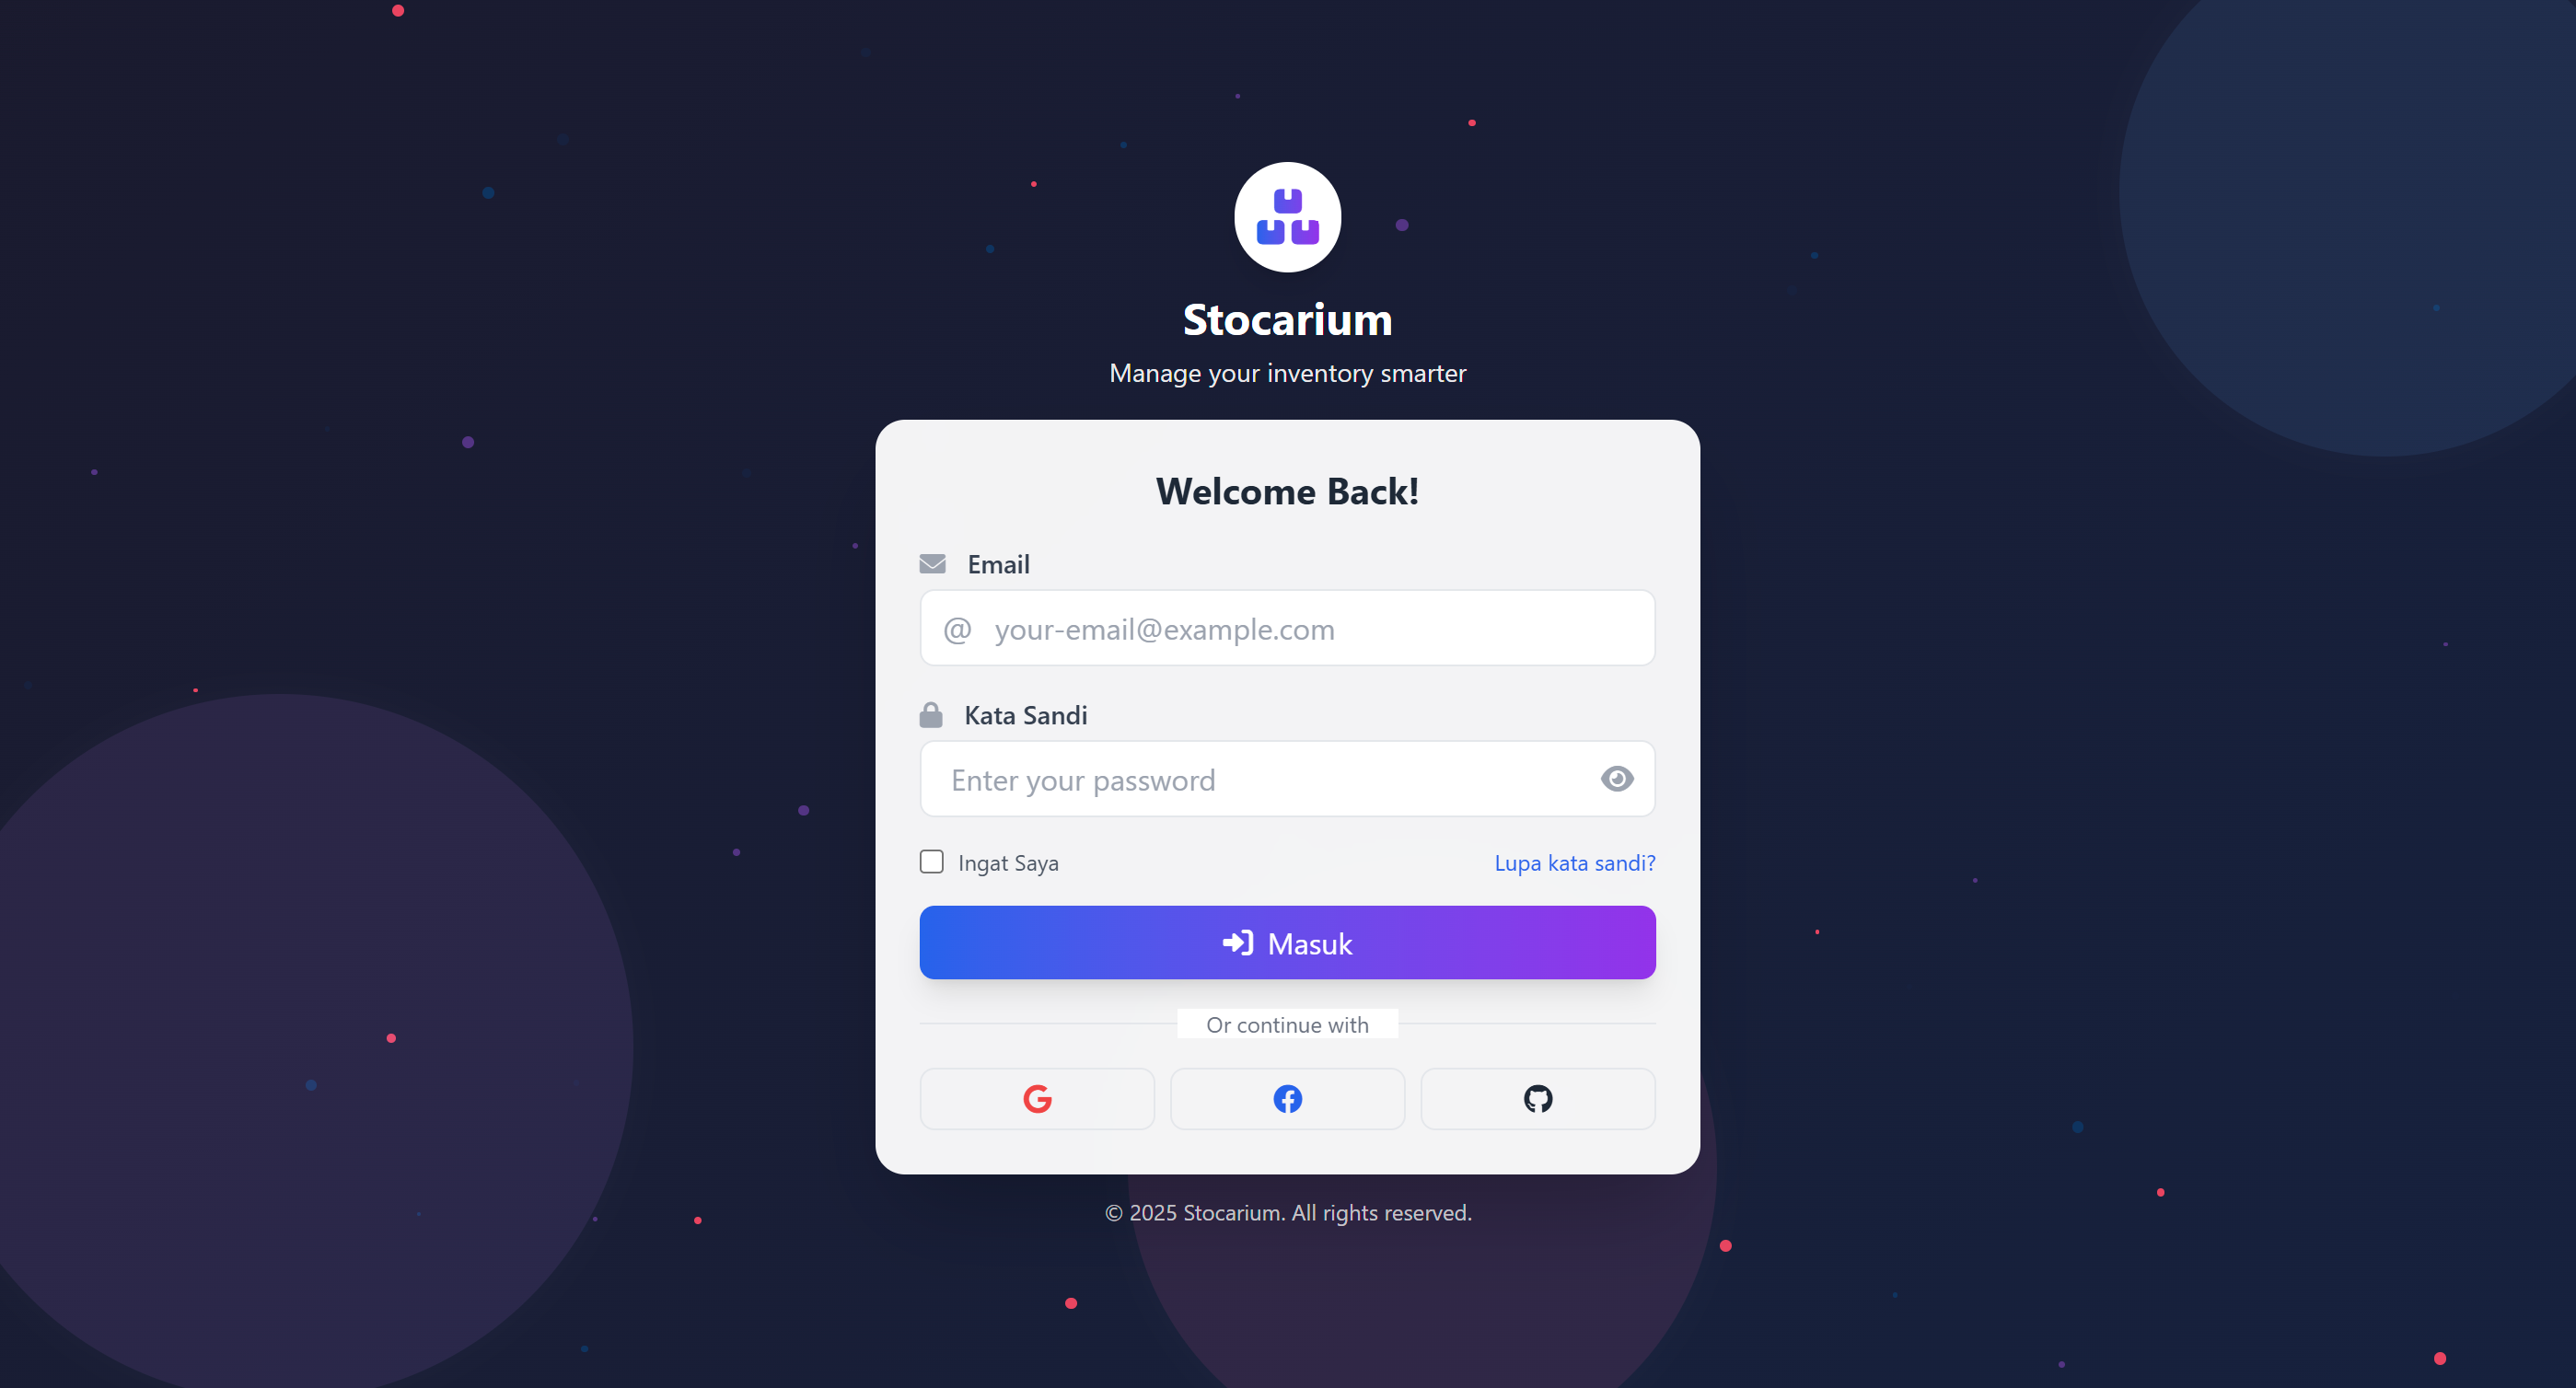 Stocarium
Manage your inventory smarter
Welcome Back!
Email
@ your-email@example.com
Kata Sandi
Enter your password
Ingat Saya
Lupa kata sandi?
Masuk
Or continue with
© 2025 Stocarium. All rights reserved.